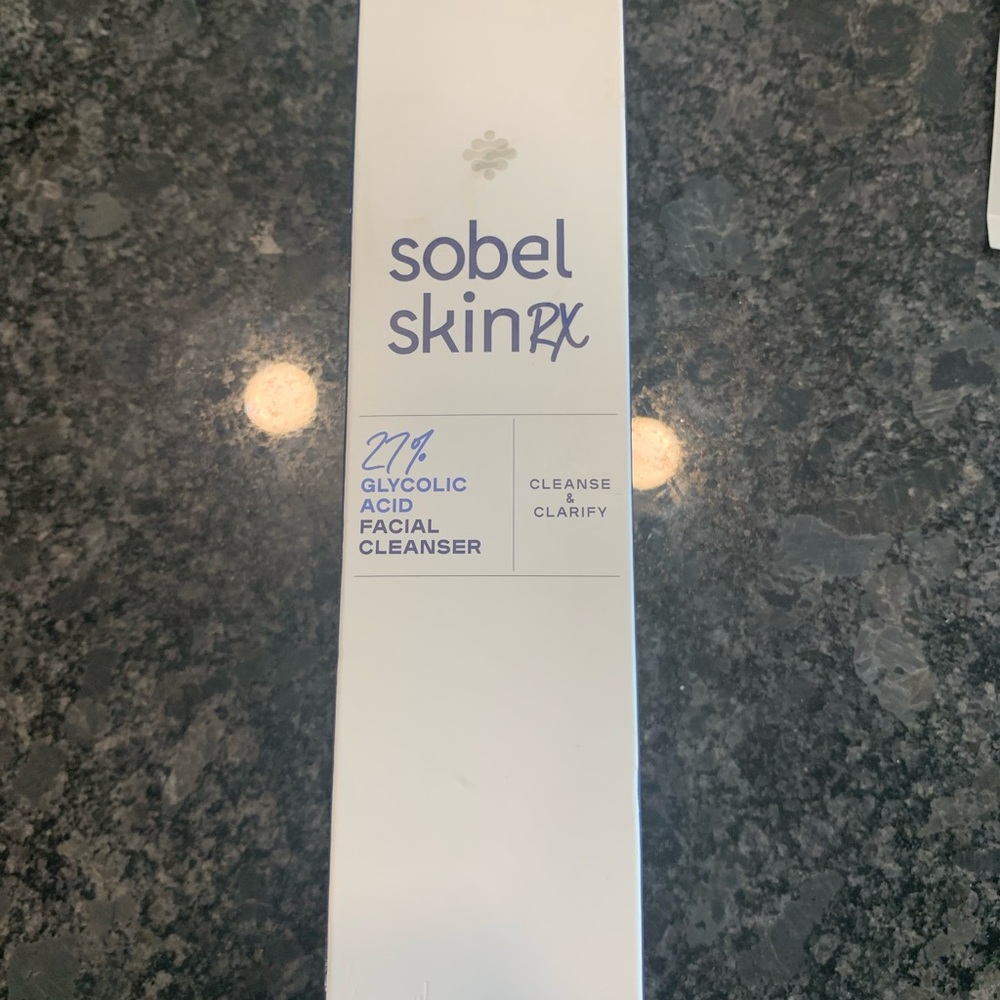 sobel
skinRX
27%
GLYCOLIC
ACID
FACIAL
CLEANSER
CLEANSE
&
CLARIFY